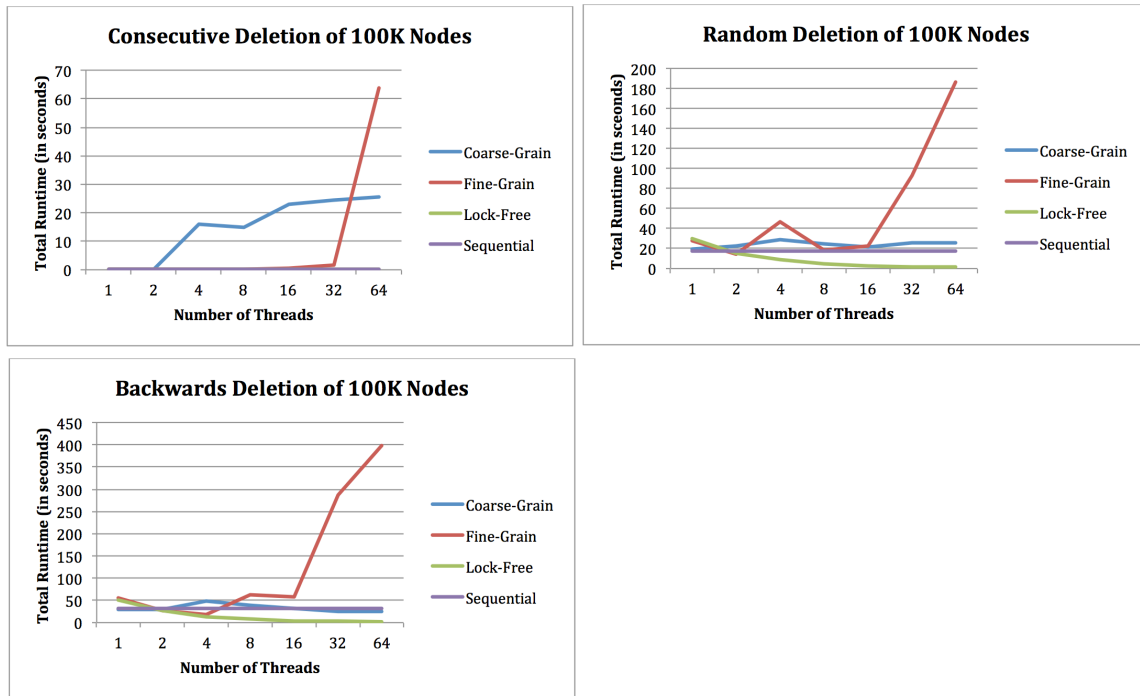 Consecutive Deletion of 100K Nodes
Total Runtime (in seconds)
70
60
50
40
30
20
10
0
1 2 4 8 16 32 64
Number of Threads
Coarse-Grain
Fine-Grain
Lock-Free
Sequential
Random Deletion of 100K Nodes
Total Runtime (in sceonds)
200
180
160
140
120
100
80
60
40
20
0
1 2 4 8 16 32 64
Number of Threads
Coarse-Grain
Fine-Grain
Lock-Free
Sequential
Backwards Deletion of 100K Nodes
Total Runtime (in seconds)
450
400
350
300
250
200
150
100
50
0
1 2 4 8 16 32 64
Number of Threads
Coarse-Grain
Fine-Grain
Lock-Free
Sequential